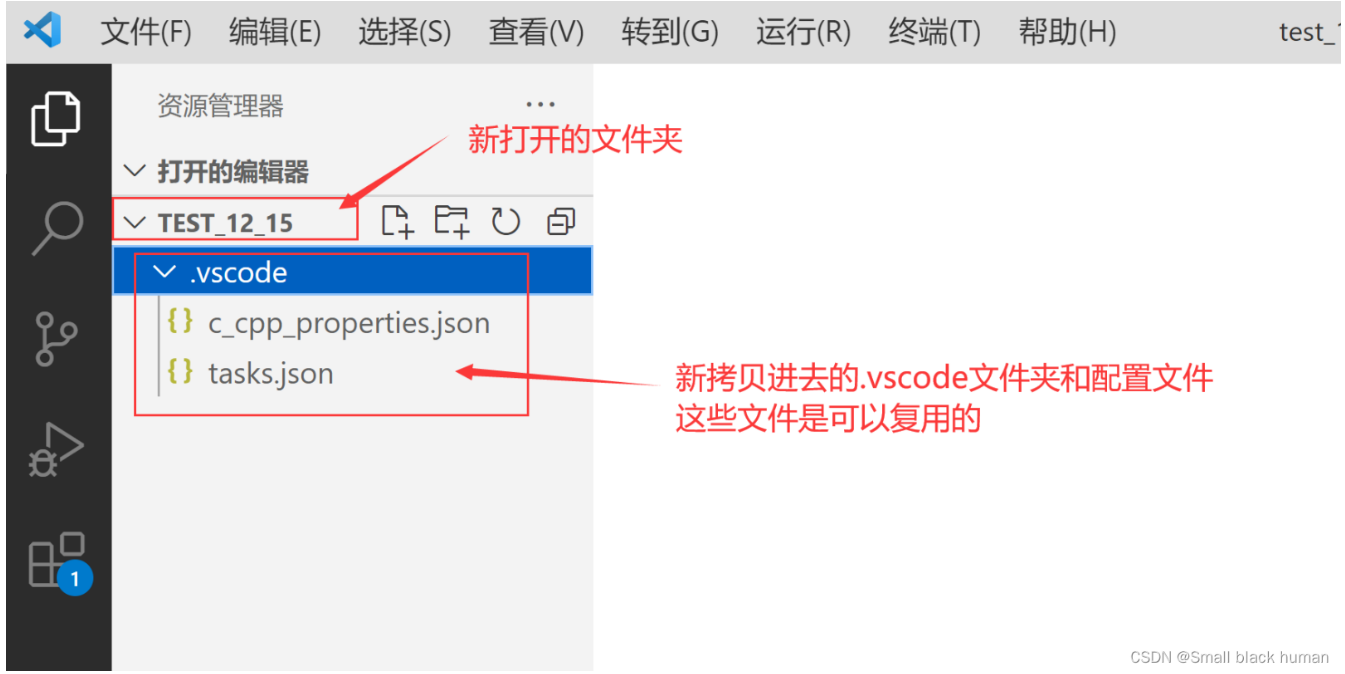 文件(F) 编辑(E) 选择(S) 查看(V) 转到(G) 运行(R) 终端(T) 帮助(H) test_1
资源管理器 ...
新打开的文件夹
打开的编辑器
TEST_12_15
.vscode
{} c_cpp_properties.json
{} tasks.json
新拷贝进去的.vscode文件夹和配置文件
这些文件是可以复用的
1
CSDN @Small black human